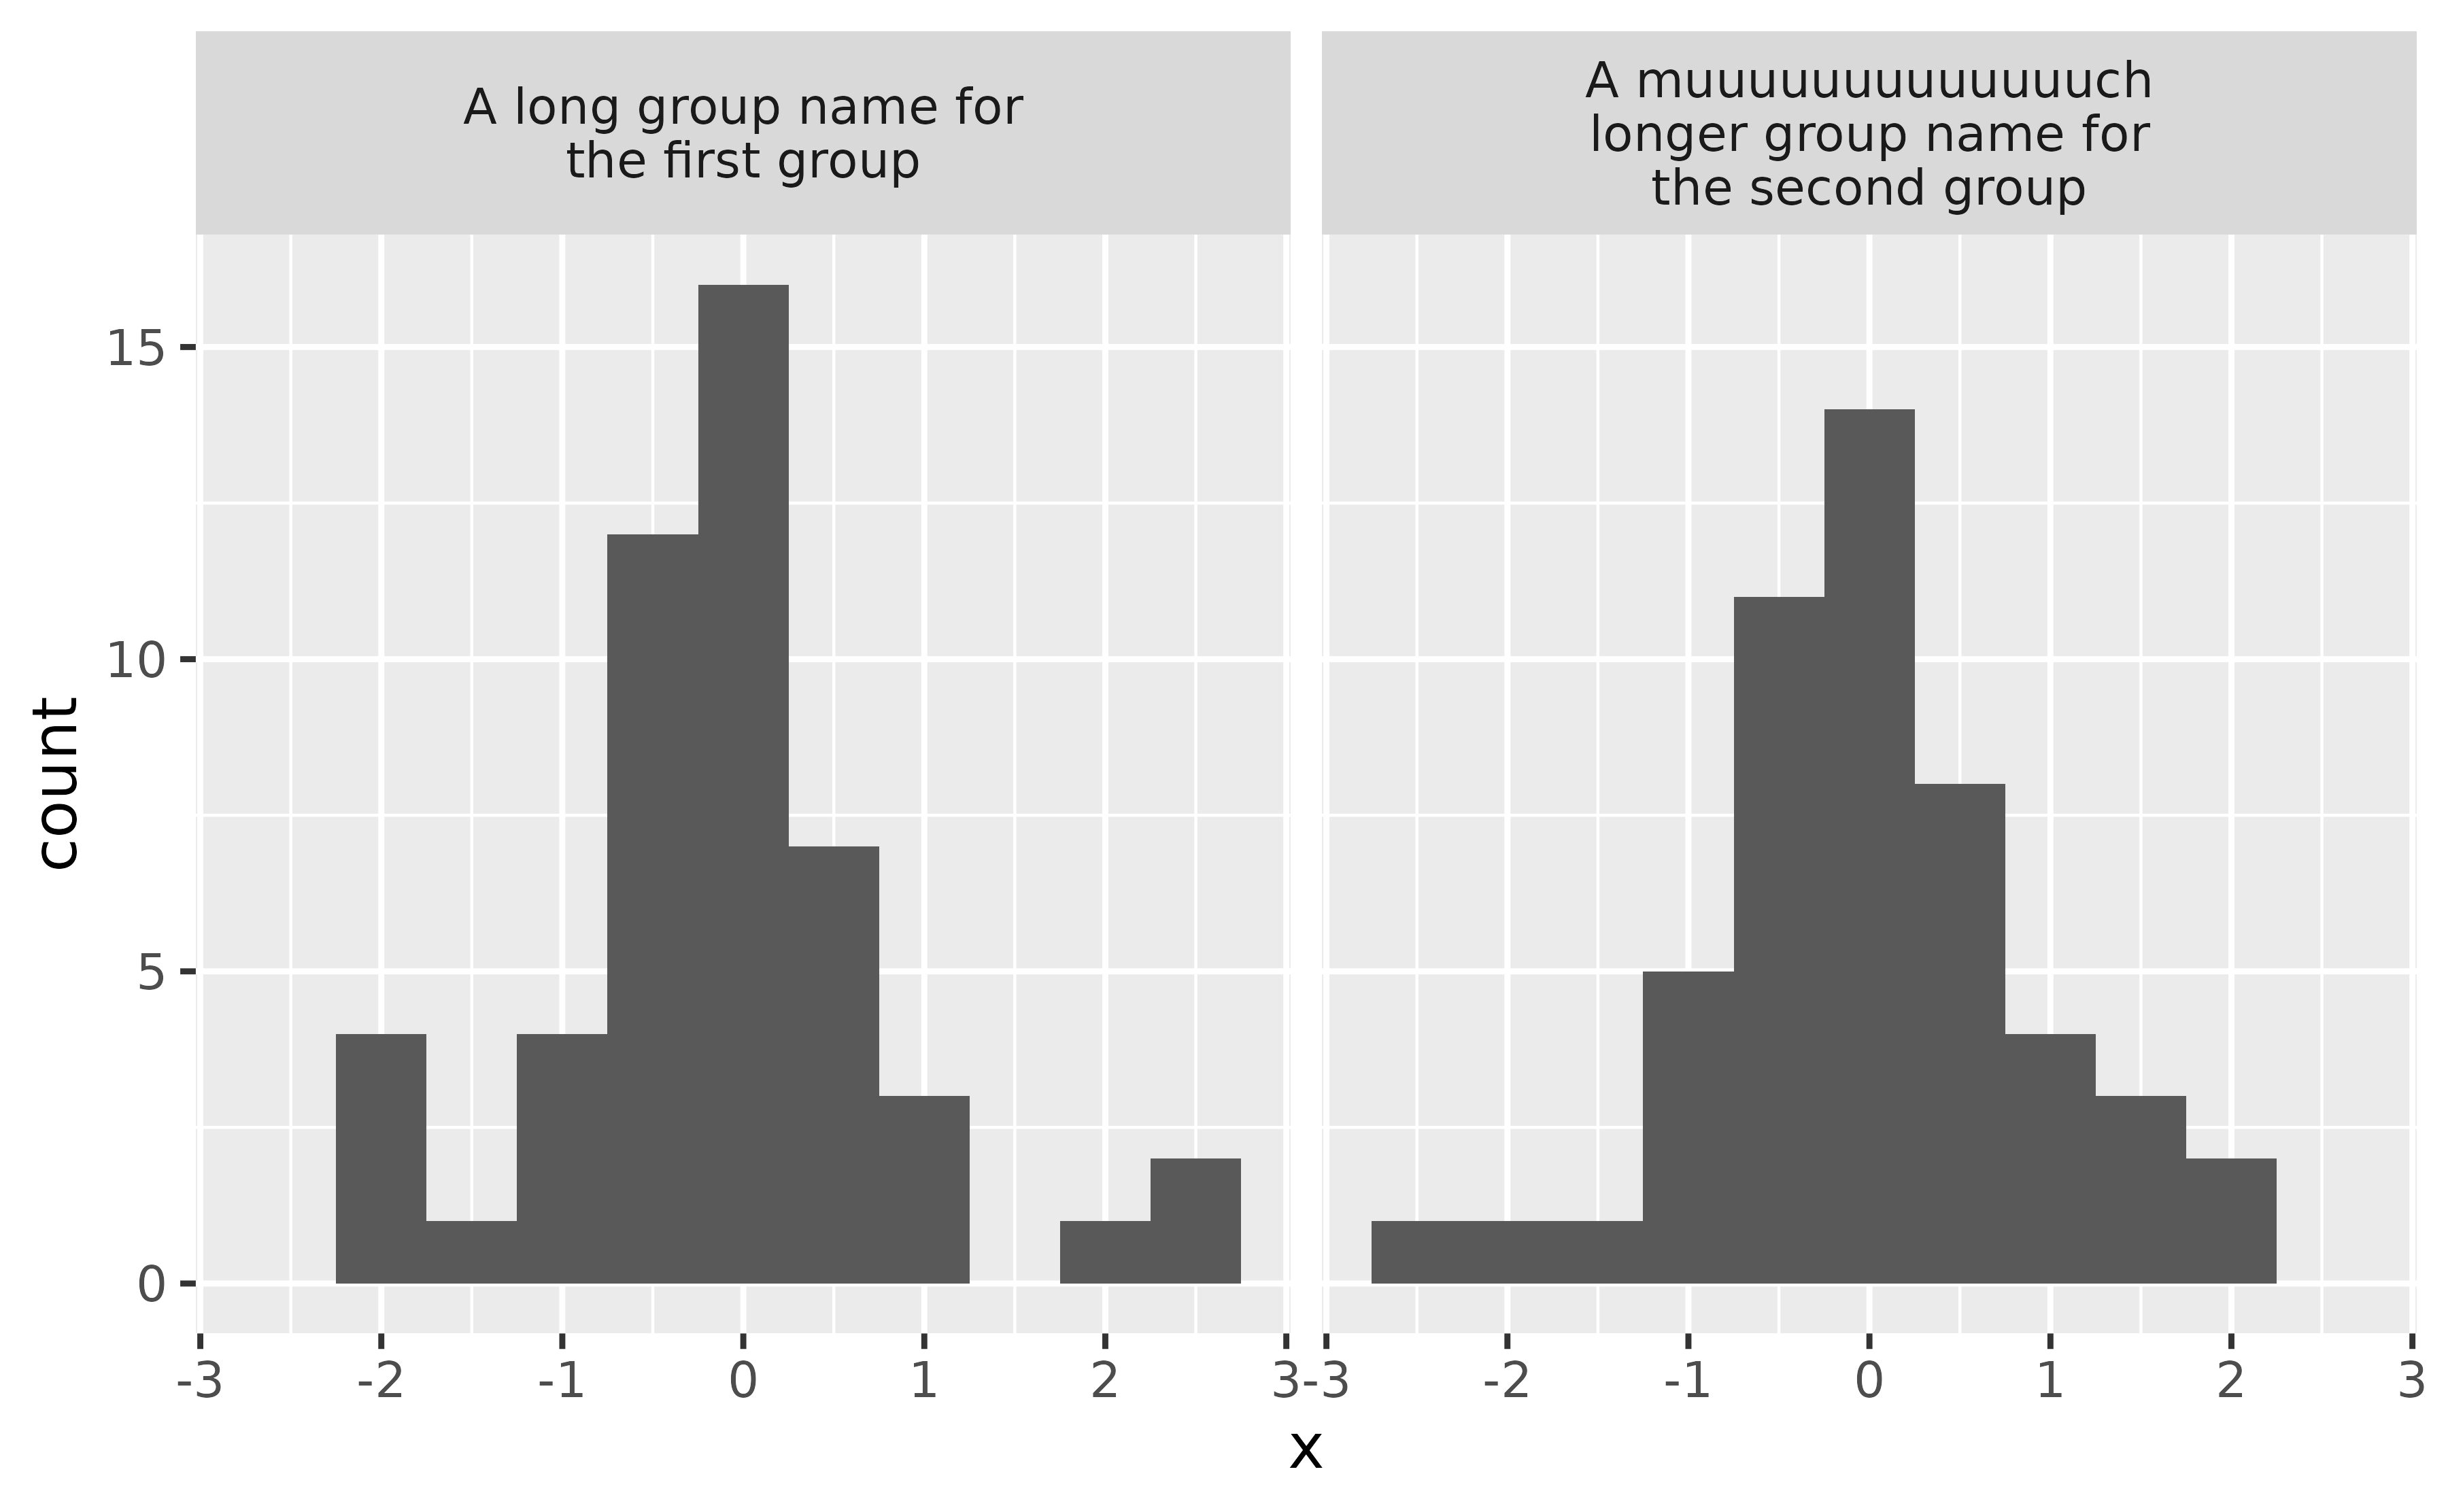 A long group name for
the first group
A muuuuuuuuuuuuuuch
longer group name for
the second group
count
15
10
5
0
-3 -2 -1 0 1 2 3
-3 -2 -1 0 1 2 3
x